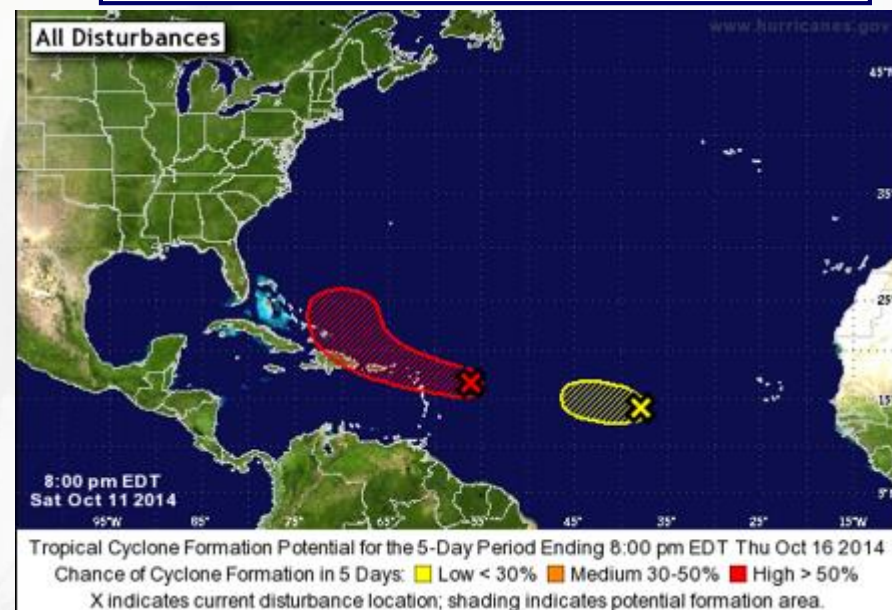 All Disturbances
www.hurricanes.gov
45°N
35°
25°
15°
5°N
8:00 pm EDT
Sat Oct 11 2014
95°W 85° 75° 65° 55° 45° 35° 25° 15°W
Tropical Cyclone Formation Potential for the 5-Day Period Ending 8:00 pm EDT Thu Oct 16 2014
Chance of Cyclone Formation in 5 Days: Low < 30% Medium 30-50% High > 50%
X indicates current disturbance location; shading indicates potential formation area.